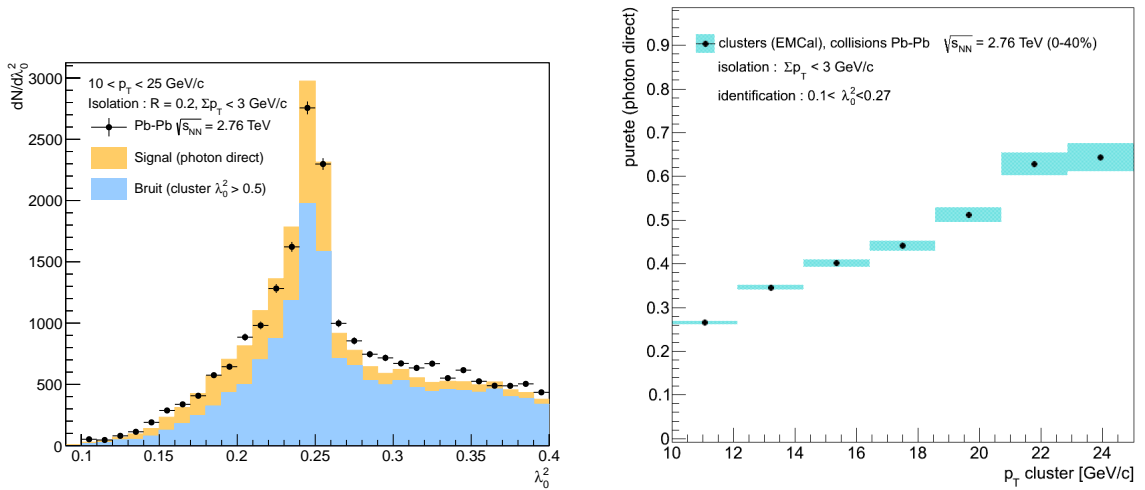 dN/dλ₀²
3000
2500
2000
1500
1000
500
0
10 < p_T < 25 GeV/c
Isolation : R = 0.2, Σp_T < 3 GeV/c
Pb-Pb √s_NN = 2.76 TeV
Signal (photon direct)
Bruit (cluster λ₀² > 0.5)
0.1
0.15
0.2
0.25
0.3
0.35
0.4
λ₀²
purete (photon direct)
0.9
0.8
0.7
0.6
0.5
0.4
0.3
0.2
0.1
0
clusters (EMCal), collisions Pb-Pb √s_NN = 2.76 TeV (0-40%)
isolation : Σp_T < 3 GeV/c
identification : 0.1< λ₀²<0.27
10
12
14
16
18
20
22
24
p_T cluster [GeV/c]